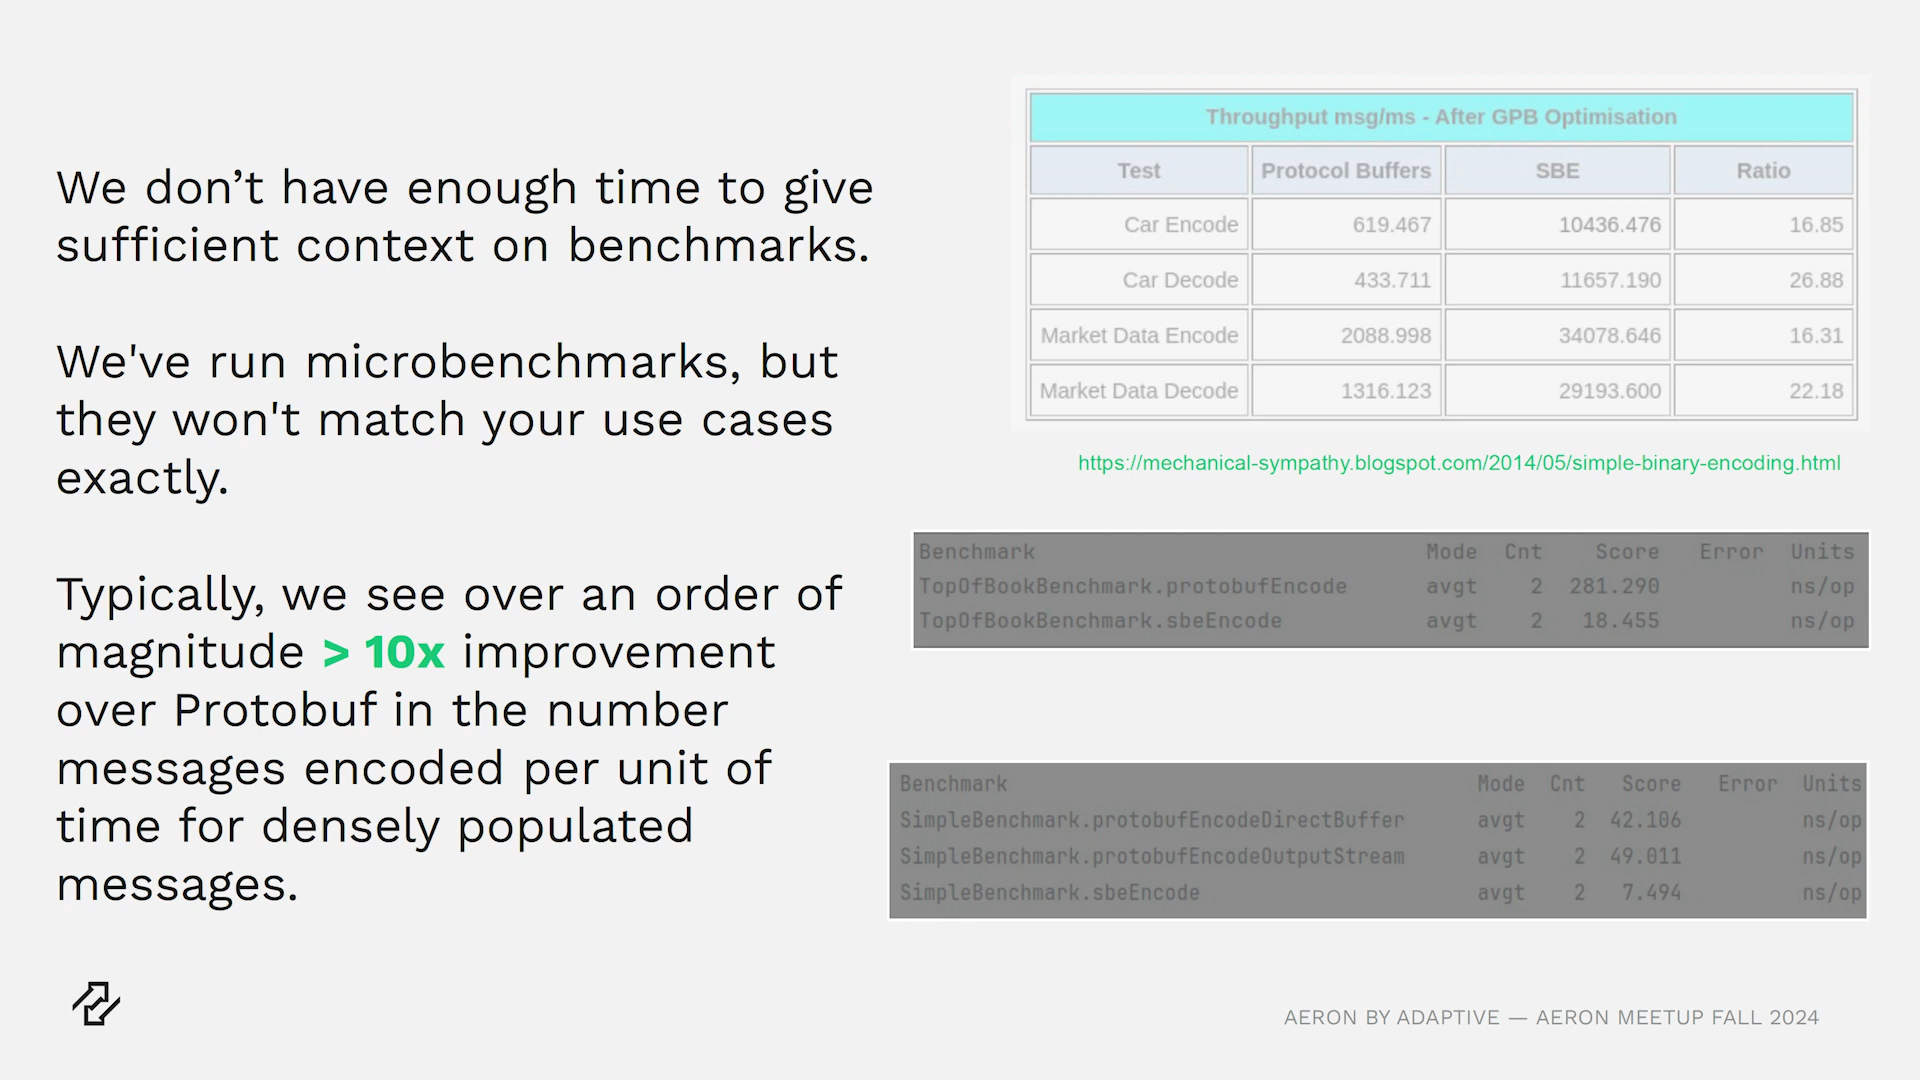 We don’t have enough time to give
sufficient context on benchmarks.
We've run microbenchmarks, but
they won't match your use cases
exactly.
Typically, we see over an order of
magnitude > 10x improvement
over Protobuf in the number
messages encoded per unit of
time for densely populated
messages.
Throughput msg/ms - After GPB Optimisation
Test Protocol Buffers SBE Ratio
Car Encode 619.467 10436.476 16.85
Car Decode 433.711 11657.190 26.88
Market Data Encode 2088.998 34078.646 16.31
Market Data Decode 1316.123 29193.600 22.18
https://mechanical-sympathy.blogspot.com/2014/05/simple-binary-encoding.html
Benchmark Mode Cnt Score Error Units
TopOfBookBenchmark.protobufEncode avgt 2 281.290 ns/op
TopOfBookBenchmark.sbeEncode avgt 2 18.455 ns/op
Benchmark Mode Cnt Score Error Units
SimpleBenchmark.protobufEncodeDirectBuffer avgt 2 42.106 ns/op
SimpleBenchmark.protobufEncodeOutputStream avgt 2 49.011 ns/op
SimpleBenchmark.sbeEncode avgt 2 7.494 ns/op
AERON BY ADAPTIVE — AERON MEETUP FALL 2024